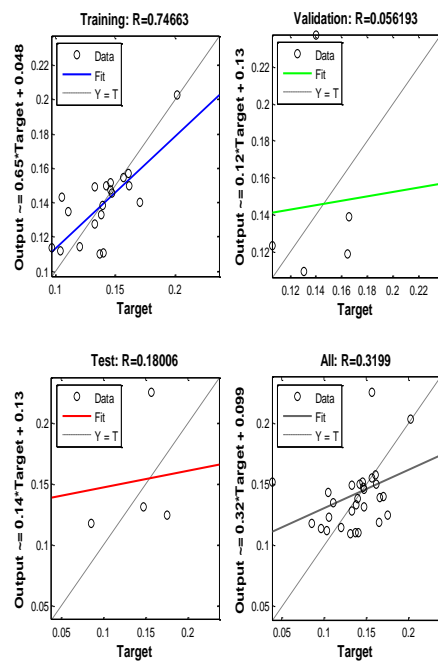 Training: R=0.74663
Output ~= 0.65*Target + 0.048
Data
Fit
Y = T
0.22
0.2
0.18
0.16
0.14
0.12
0.1
0.1 0.15 0.2
Target
Validation: R=0.056193
Output ~= 0.12*Target + 0.13
Data
Fit
Y = T
0.22
0.2
0.18
0.16
0.14
0.12
0.12 0.14 0.16 0.18 0.2 0.22
Target
Test: R=0.18006
Output ~= 0.14*Target + 0.13
Data
Fit
Y = T
0.2
0.15
0.1
0.05
0.05 0.1 0.15 0.2
Target
All: R=0.3199
Output ~= 0.32*Target + 0.099
Data
Fit
Y = T
0.2
0.15
0.1
0.05
0.05 0.1 0.15 0.2
Target